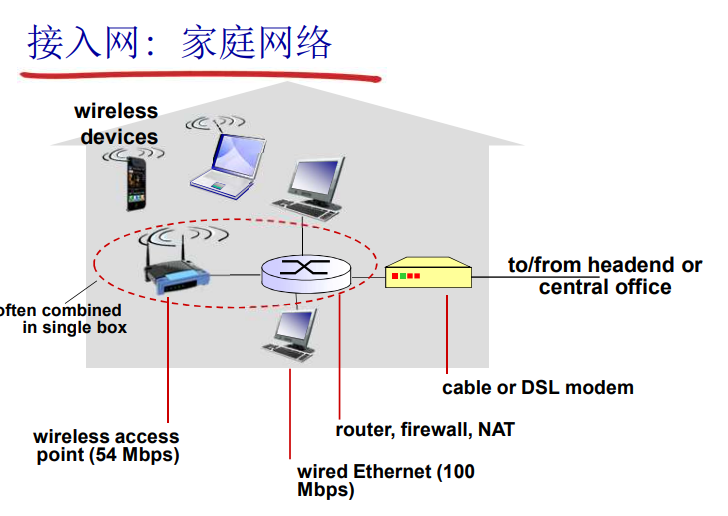 接入网: 家庭网络
wireless
devices
to/from headend or
central office
often combined
in single box
cable or DSL modem
router, firewall, NAT
wireless access
point (54 Mbps)
wired Ethernet (100
Mbps)